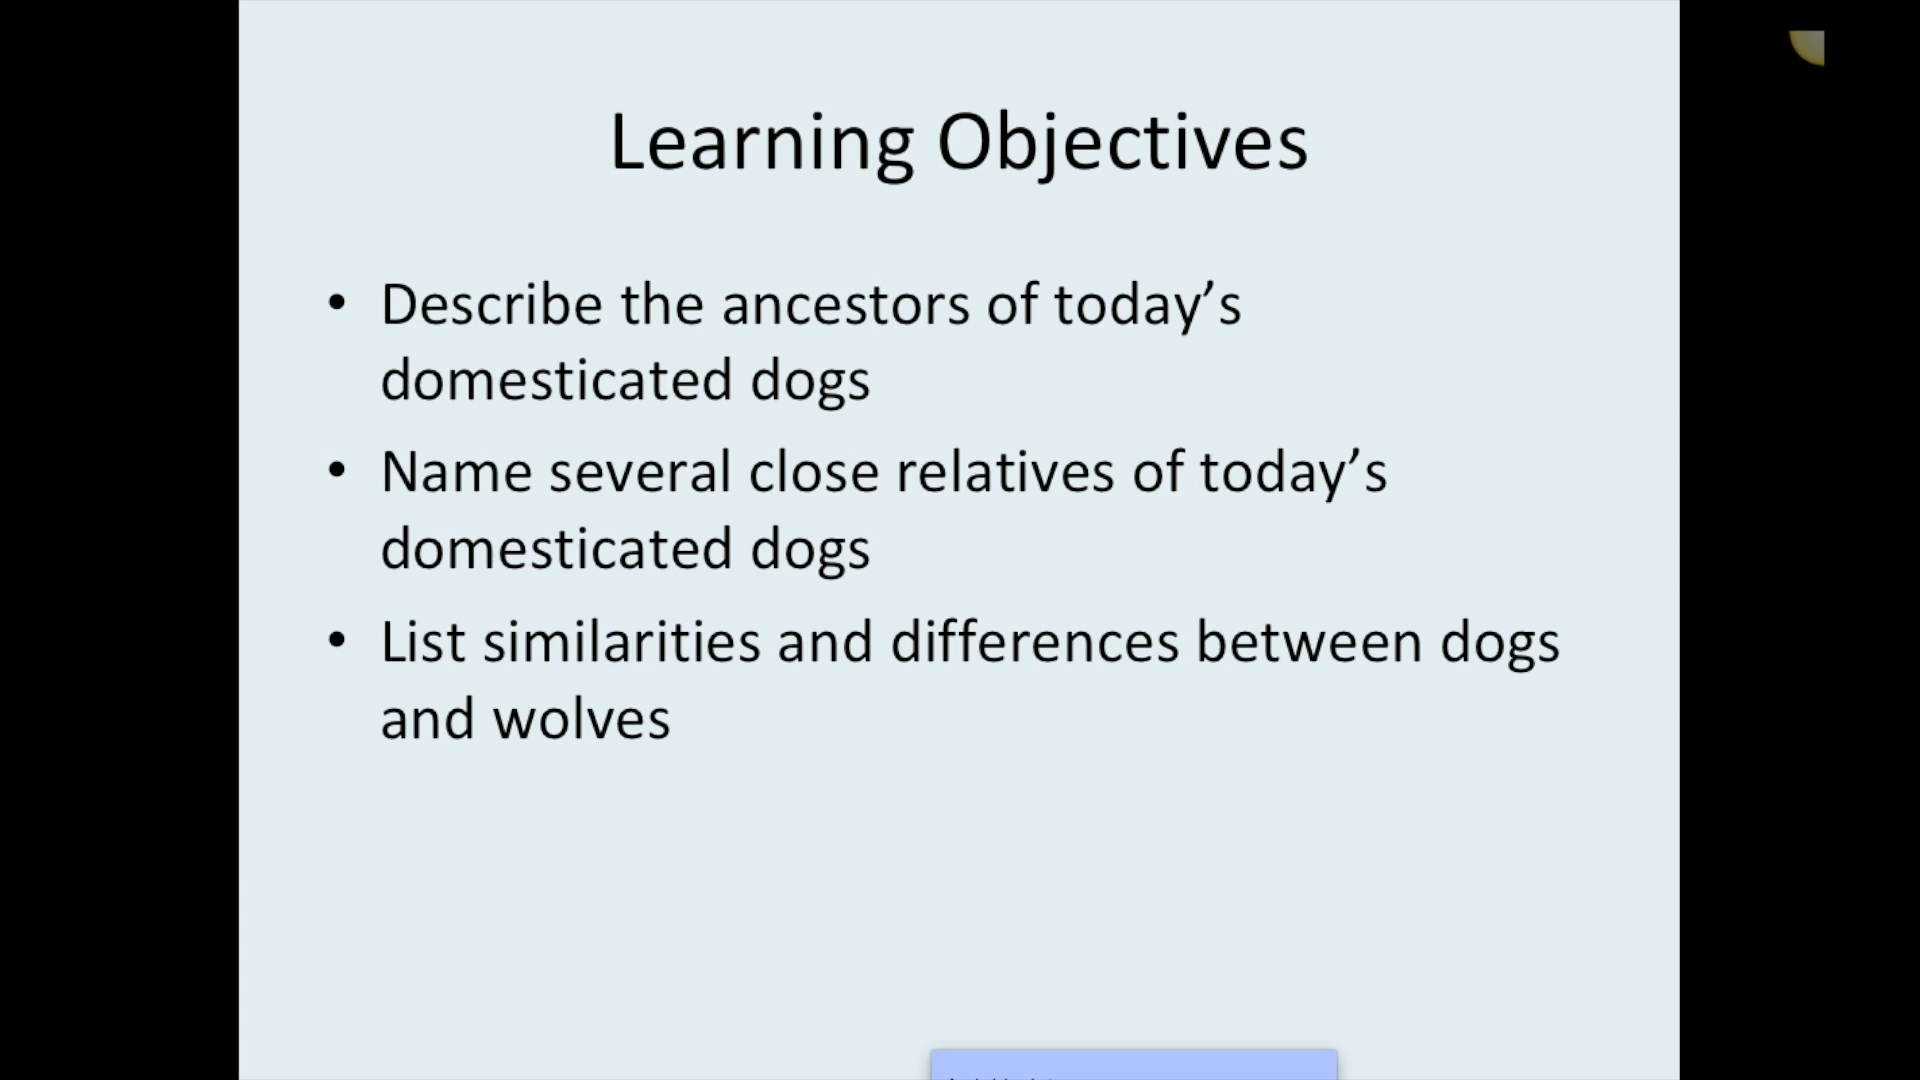 Learning Objectives
• Describe the ancestors of today’s
domesticated dogs
• Name several close relatives of today’s
domesticated dogs
• List similarities and differences between dogs
and wolves